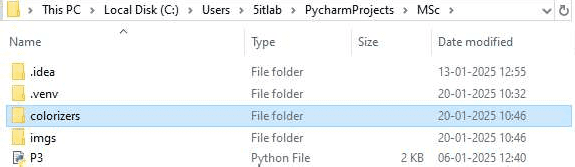 This PC > Local Disk (C:) > Users > 5itlab > PycharmProjects > MSc >
Name Type Size Date modified
.idea File folder 13-01-2025 12:55
.venv File folder 20-01-2025 10:32
colorizers File folder 20-01-2025 10:46
imgs File folder 20-01-2025 10:46
P3 Python File 2 KB 06-01-2025 12:40